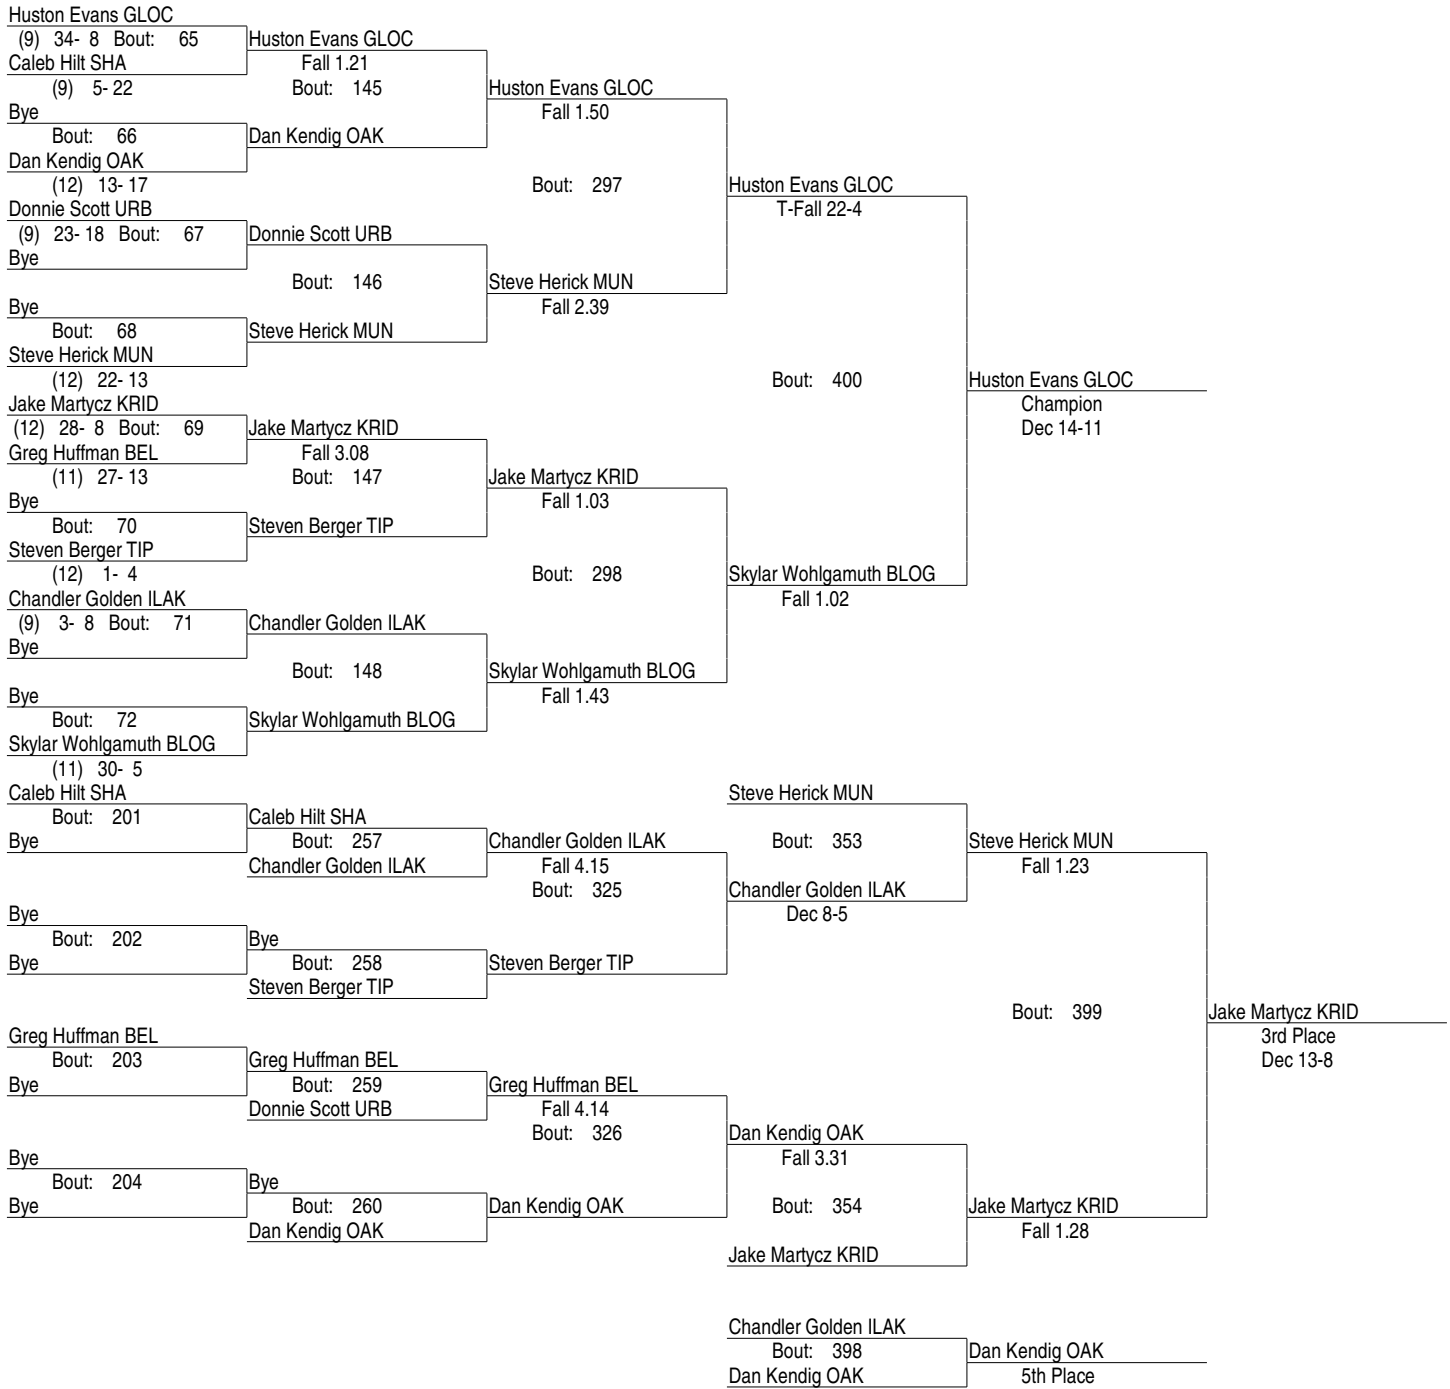 Huston Evans GLOC
(9) 34- 8 Bout: 65 Huston Evans GLOC
Caleb Hilt SHA Fall 1.21
(9) 5- 22 Bout: 145 Huston Evans GLOC
Bye Fall 1.50
Bout: 66 Dan Kendig OAK
Dan Kendig OAK
(12) 13- 17 Bout: 297 Huston Evans GLOC
Donnie Scott URB T-Fall 22-4
(9) 23- 18 Bout: 67 Donnie Scott URB
Bye
Bout: 146 Steve Herick MUN
Bye Fall 2.39
Bout: 68 Steve Herick MUN
Steve Herick MUN
(12) 22- 13 Bout: 400 Huston Evans GLOC
Jake Martycz KRID Champion
(12) 28- 8 Bout: 69 Jake Martycz KRID Dec 14-11
Greg Huffman BEL Fall 3.08
(11) 27- 13 Bout: 147 Jake Martycz KRID
Bye Fall 1.03
Bout: 70 Steven Berger TIP
Steven Berger TIP
(12) 1- 4 Bout: 298 Skylar Wohlgamuth BLOG
Chandler Golden ILAK Fall 1.02
(9) 3- 8 Bout: 71 Chandler Golden ILAK
Bye
Bout: 148 Skylar Wohlgamuth BLOG
Bye Fall 1.43
Bout: 72 Skylar Wohlgamuth BLOG
Skylar Wohlgamuth BLOG
(11) 30- 5
Caleb Hilt SHA Steve Herick MUN
Bout: 201 Caleb Hilt SHA
Bye Bout: 257 Chandler Golden ILAK Bout: 353 Steve Herick MUN
Chandler Golden ILAK Fall 4.15 Fall 1.23
Bout: 325 Chandler Golden ILAK
Bye Dec 8-5
Bout: 202 Bye
Bye Bout: 258 Steven Berger TIP
Steven Berger TIP
Bout: 399 Jake Martycz KRID
Greg Huffman BEL 3rd Place
Bout: 203 Greg Huffman BEL Dec 13-8
Bye Bout: 259 Greg Huffman BEL
Donnie Scott URB Fall 4.14
Bout: 326 Dan Kendig OAK
Bye Fall 3.31
Bout: 204 Bye
Bye Bout: 260 Dan Kendig OAK Bout: 354 Jake Martycz KRID
Dan Kendig OAK Fall 1.28
Jake Martycz KRID
Chandler Golden ILAK
Bout: 398 Dan Kendig OAK
Dan Kendig OAK 5th Place